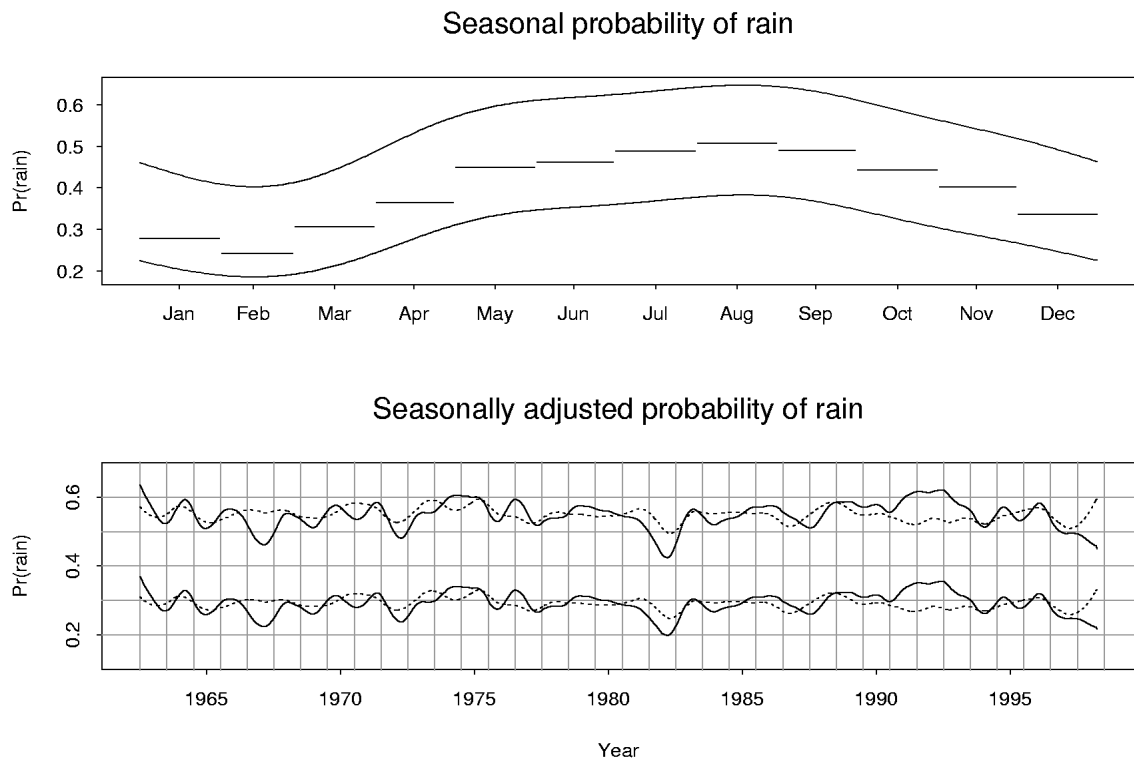 Seasonal probability of rain
Pr(rain)
0.6
0.5
0.4
0.3
0.2
Jan Feb Mar Apr May Jun Jul Aug Sep Oct Nov Dec
Seasonally adjusted probability of rain
Pr(rain)
0.6
0.4
0.2
1965 1970 1975 1980 1985 1990 1995
Year